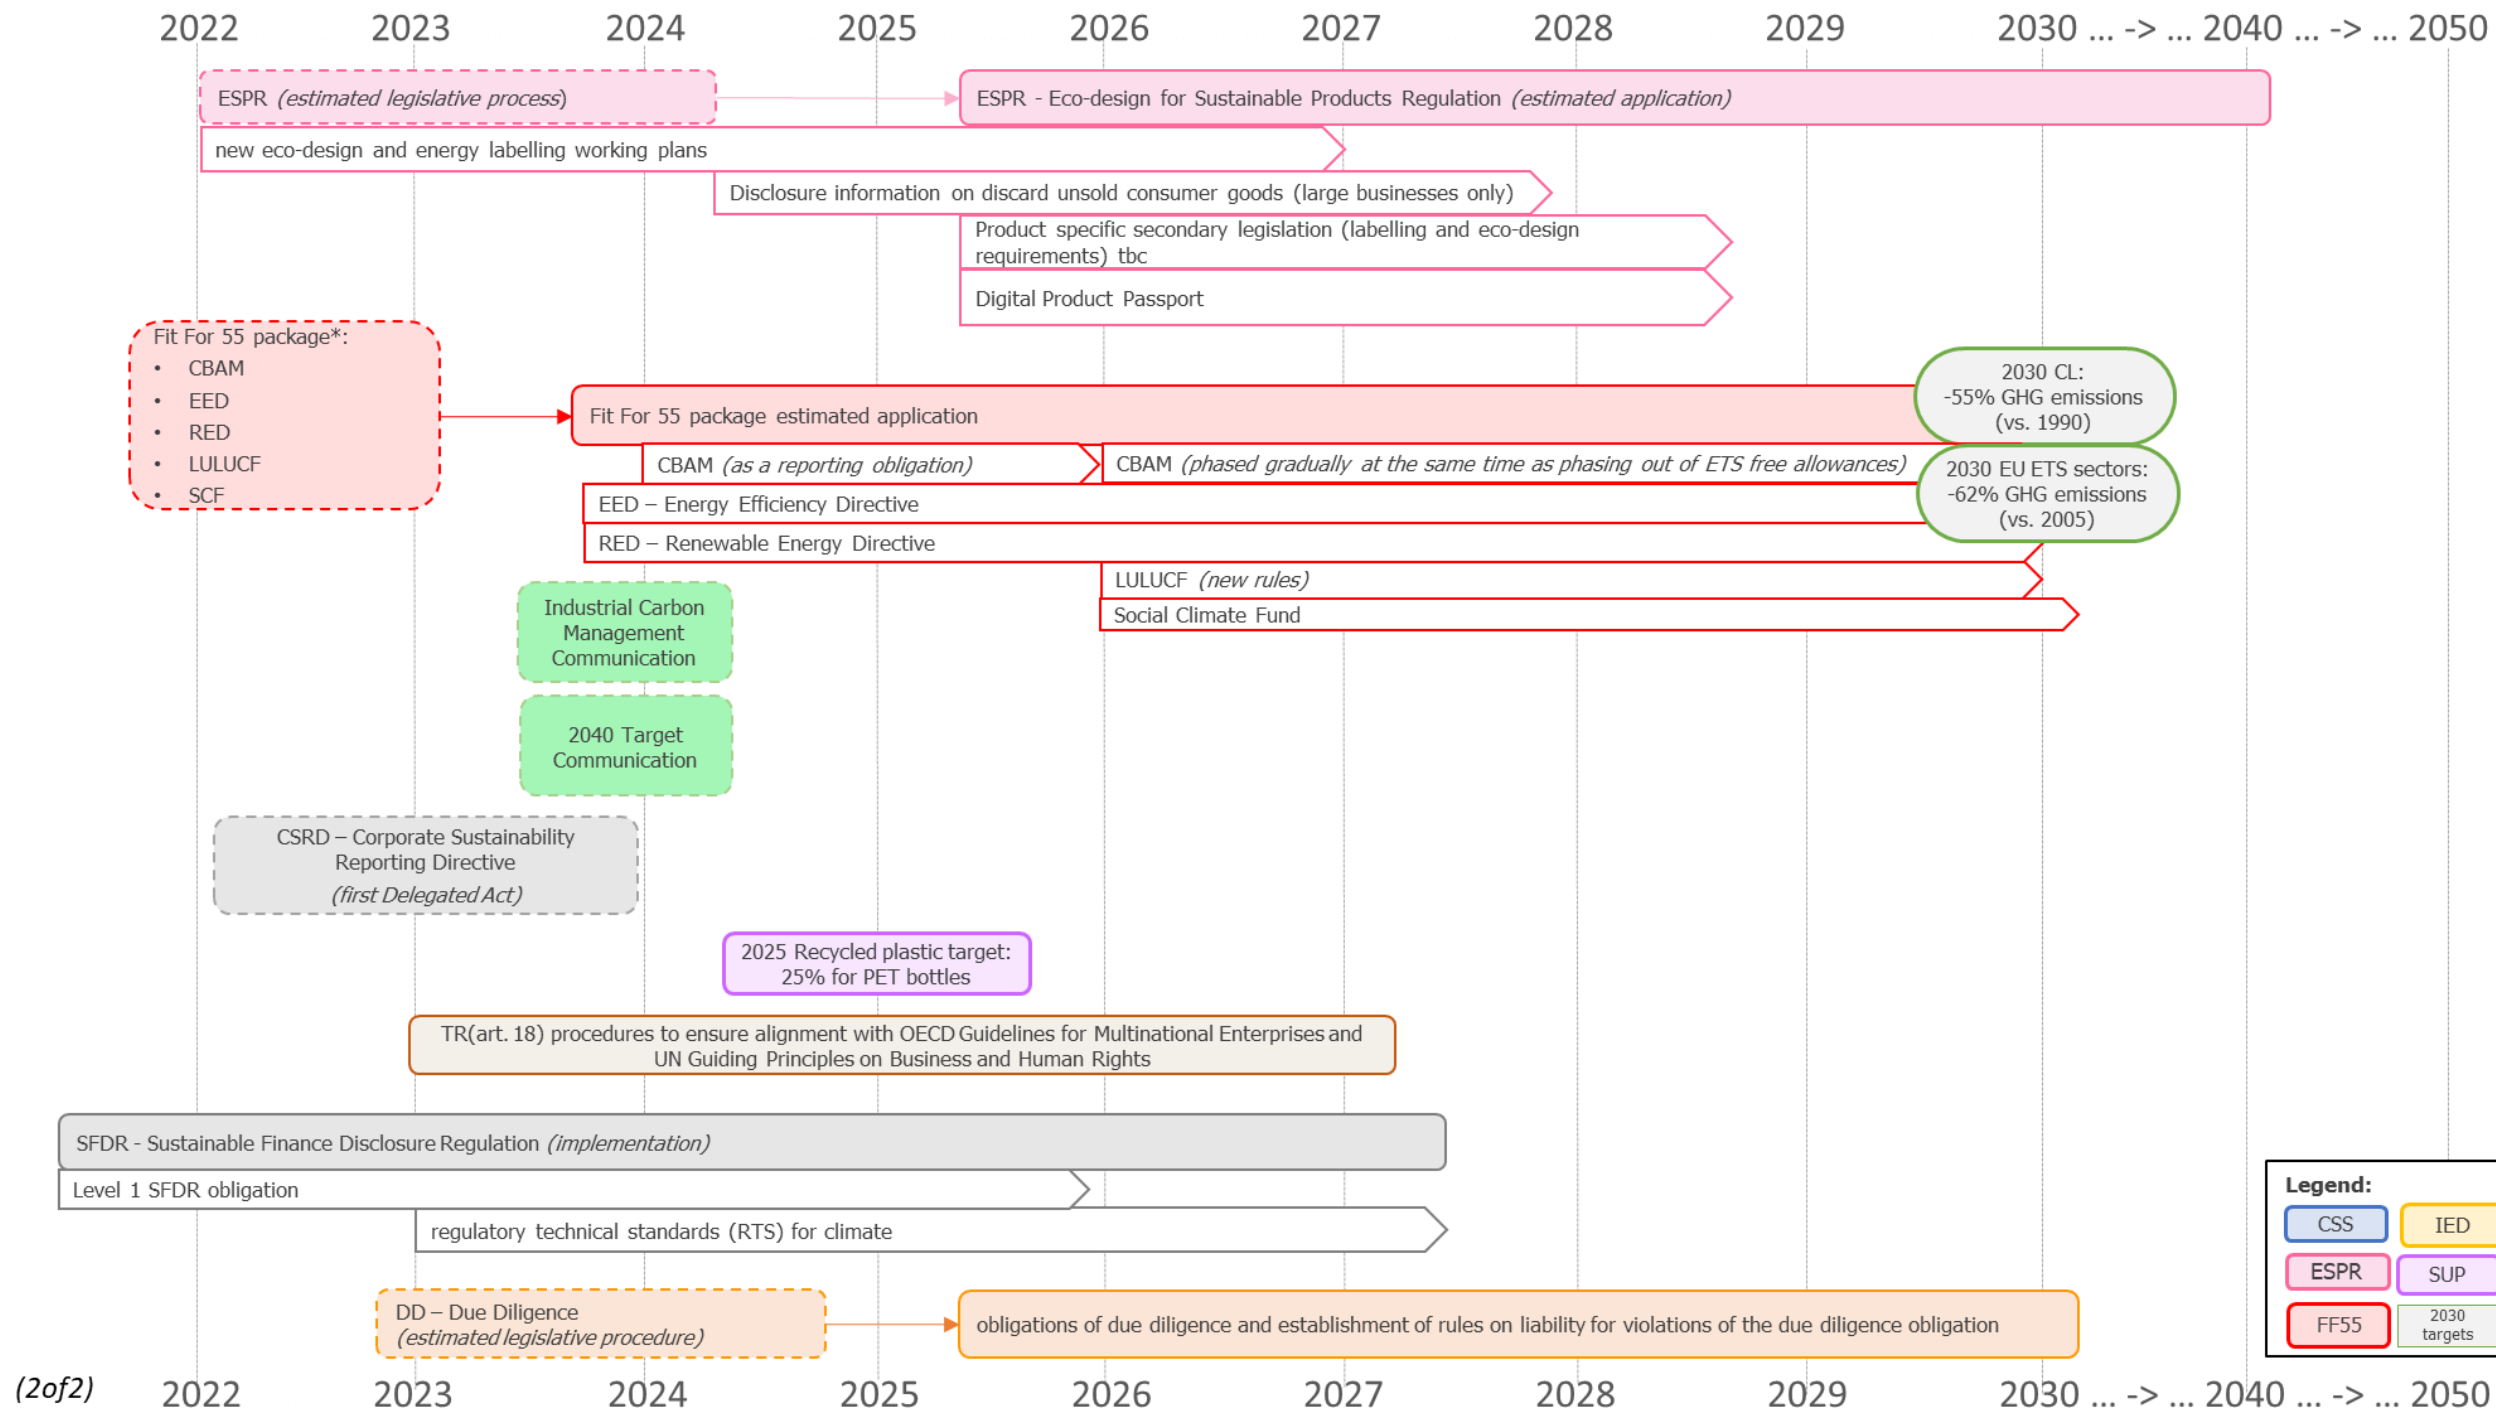 2022 2023 2024 2025 2026 2027 2028 2029 2030 ... -> ... 2040 ... -> ... 2050
ESPR (estimated legislative process)
ESPR - Eco-design for Sustainable Products Regulation (estimated application)
new eco-design and energy labelling working plans
Disclosure information on discard unsold consumer goods (large businesses only)
Product specific secondary legislation (labelling and eco-design
requirements) tbc
Digital Product Passport
Fit For 55 package*:
• CBAM
• EED
• RED
• LULUCF
• SCF
Fit For 55 package estimated application
2030 CL:
-55% GHG emissions
(vs. 1990)
CBAM (as a reporting obligation)
CBAM (phased gradually at the same time as phasing out of ETS free allowances)
2030 EU ETS sectors:
-62% GHG emissions
(vs. 2005)
EED – Energy Efficiency Directive
RED – Renewable Energy Directive
LULUCF (new rules)
Social Climate Fund
Industrial Carbon
Management
Communication
2040 Target
Communication
CSRD – Corporate Sustainability
Reporting Directive
(first Delegated Act)
2025 Recycled plastic target:
25% for PET bottles
TR(art. 18) procedures to ensure alignment with OECD Guidelines for Multinational Enterprises and
UN Guiding Principles on Business and Human Rights
SFDR - Sustainable Finance Disclosure Regulation (implementation)
Level 1 SFDR obligation
regulatory technical standards (RTS) for climate
DD – Due Diligence
(estimated legislative procedure)
obligations of due diligence and establishment of rules on liability for violations of the due diligence obligation
Legend:
CSS IED
ESPR SUP
FF55
2030
targets
(2of2)
2022 2023 2024 2025 2026 2027 2028 2029 2030 ... -> ... 2040 ... -> ... 2050